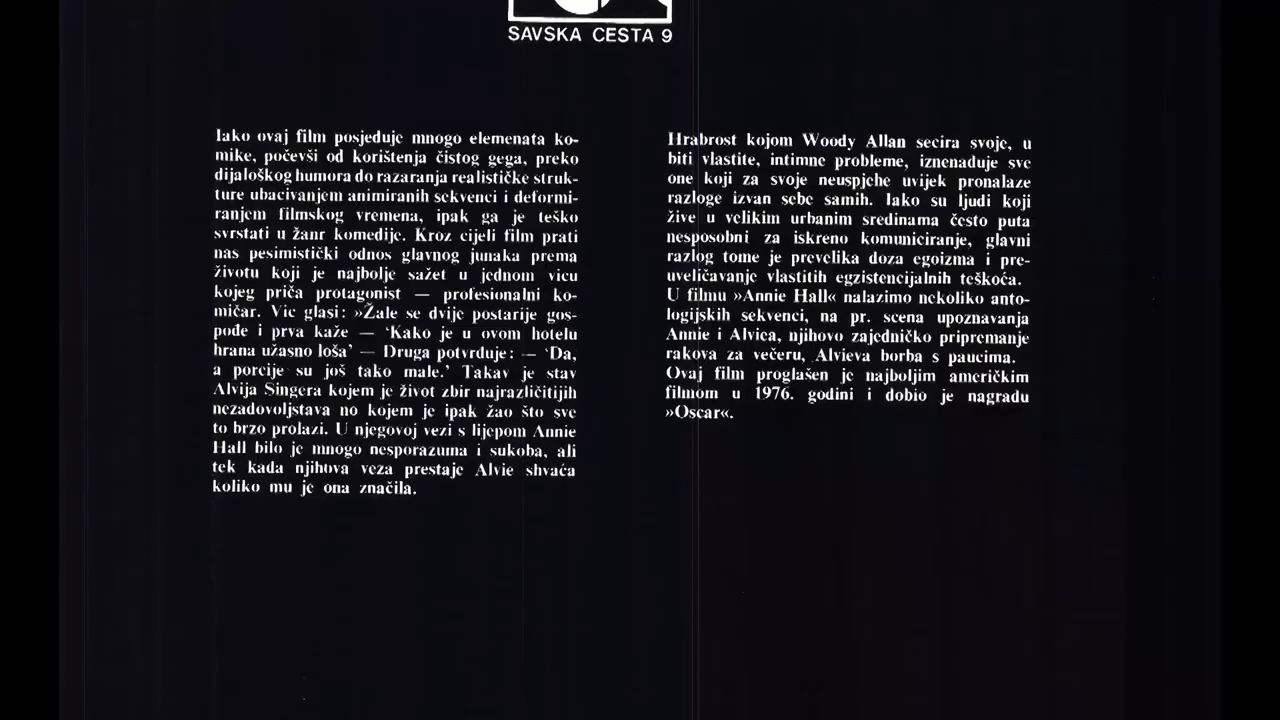 SAVSKA CESTA 9
Iako ovaj film posjeduje mnogo elemenata ko-
mike, počevši od korištenja čistog gega, preko
dijaloškog humora do razaranja realističke struk-
ture ubacivanjem animiranih sekvenci i deformi-
ranjem filmskog vremena, ipak ga je teško
svrstati u žanr komedije. Kroz cijeli film prati
nas pesimistički odnos glavnog junaka prema
životu koji je najbolje sažet u jednom vicu
kojeg priča protagonist — profesionalni ko-
mičar. Vic glasi: »Žale se dvije postarije gos-
pođe i prva kaže — ‘Kako je u ovom hotelu
hrana užasno loša’ — Druga potvrđuje: — ‘Da,
a porcije su još tako male.’ Takav je stav
Alvija Singera kojem je život zbir najrazličitijih
nezadovoljstava no kojem je ipak žao što sve
to brzo prolazi. U njegovoj vezi s lijepom Annie
Hall bilo je mnogo nesporazuma i sukoba, ali
tek kada njihova veza prestaje Alvie shvaća
koliko mu je ona značila.
Hrabrost kojom Woody Allan secira svoje, u
biti vlastite, intimne probleme, iznenađuje sve
one koji za svoje neuspjehe uvijek pronalaze
razloge izvan sebe samih. Iako su ljudi koji
žive u velikim urbanim sredinama često puta
nesposobni za iskreno komuniciranje, glavni
razlog tome je prevelika doza egoizma i pre-
uveličavanje vlastitih egzistencijalnih teškoća.
U filmu »Annie Hall« nalazimo nekoliko anto-
logijskih sekvenci, na pr. scena upoznavanja
Annie i Alvica, njihovo zajedničko pripremanje
rakova za večeru, Alvieva borba s paucima.
Ovaj film proglašen je najboljim američkim
filmom u 1976. godini i dobio je nagradu
»Oscar«.